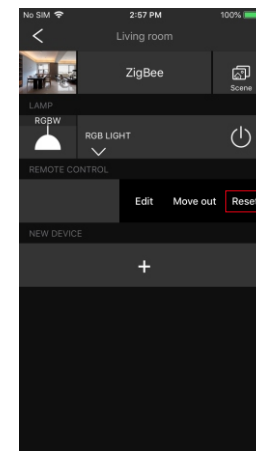 No SIM 2:57 PM 100%
Living room
ZigBee
Scene
LAMP
RGBW
RGB LIGHT
REMOTE CONTROL
Edit Move out Reset
NEW DEVICE
+